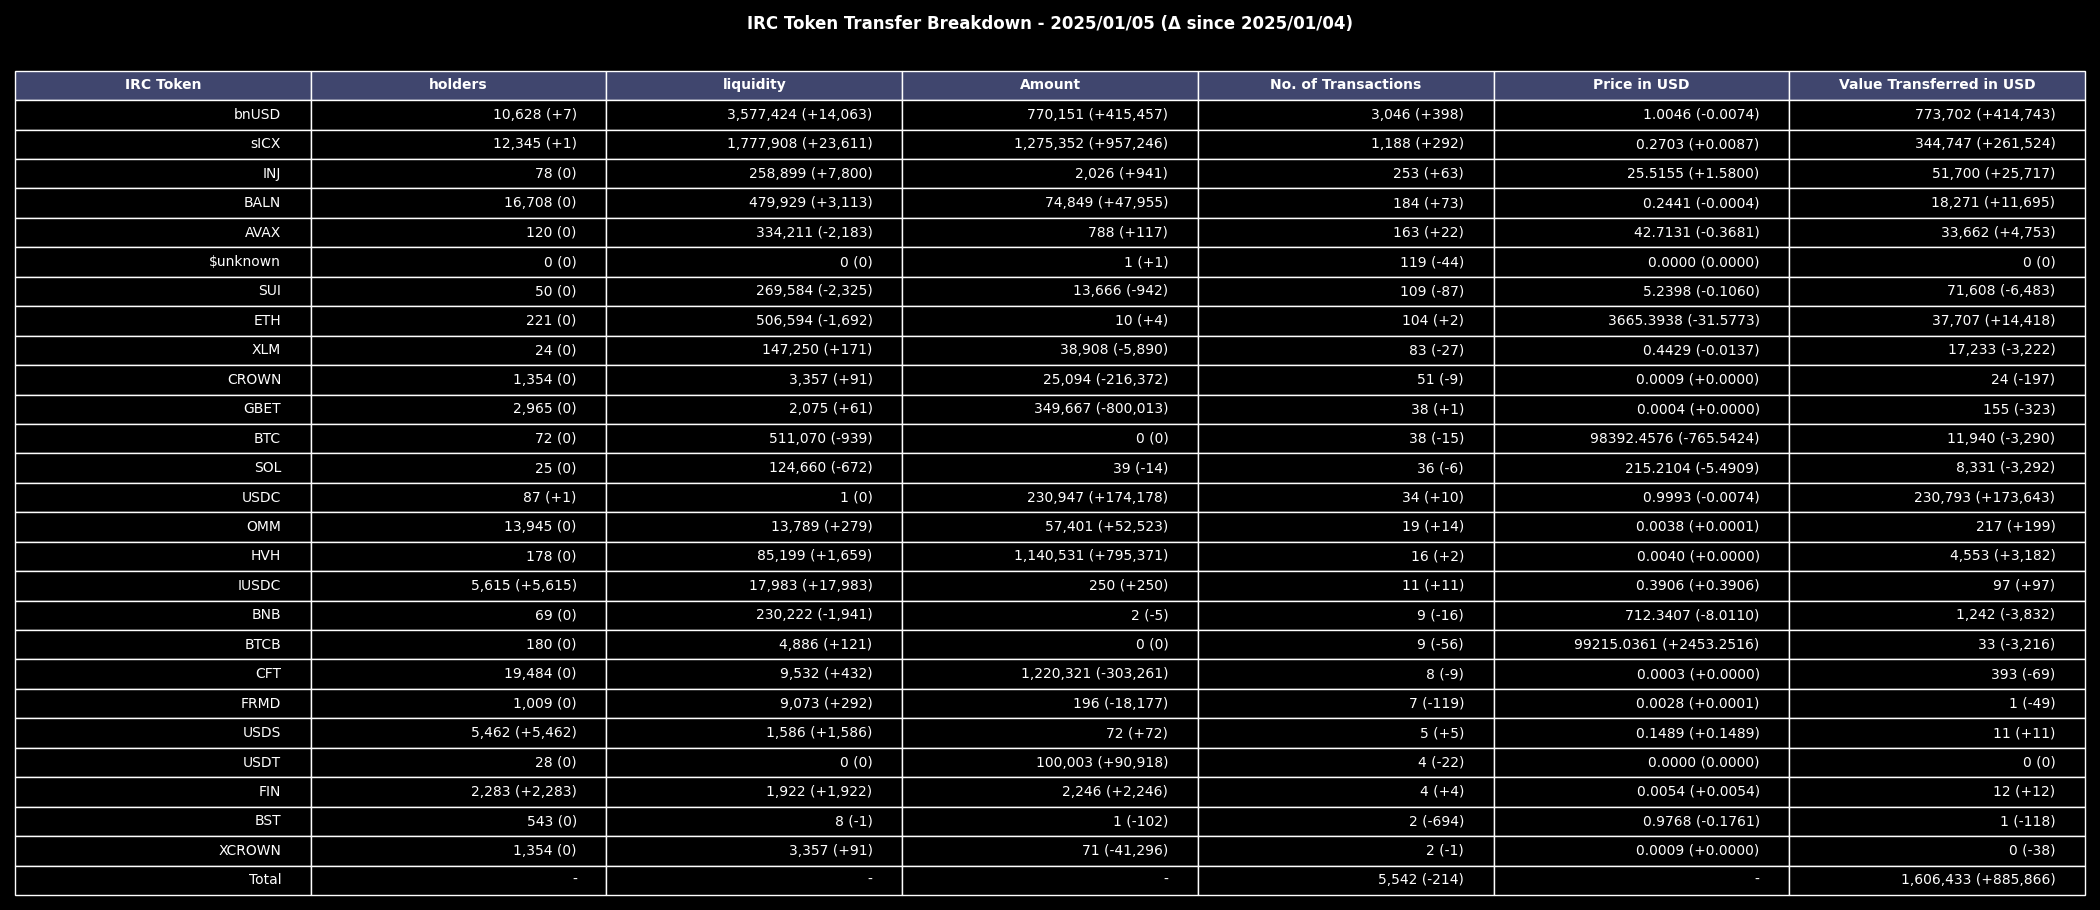 IRC Token Transfer Breakdown - 2025/01/05 (Δ since 2025/01/04)
IRC Token holders liquidity Amount No. of Transactions Price in USD Value Transferred in USD
bnUSD 10,628 (+7) 3,577,424 (+14,063) 770,151 (+415,457) 3,046 (+398) 1.0046 (-0.0074) 773,702 (+414,743)
sICX 12,345 (+1) 1,777,908 (+23,611) 1,275,352 (+957,246) 1,188 (+292) 0.2703 (+0.0087) 344,747 (+261,524)
INJ 78 (0) 258,899 (+7,800) 2,026 (+941) 253 (+63) 25.5155 (+1.5800) 51,700 (+25,717)
BALN 16,708 (0) 479,929 (+3,113) 74,849 (+47,955) 184 (+73) 0.2441 (-0.0004) 18,271 (+11,695)
AVAX 120 (0) 334,211 (-2,183) 788 (+117) 163 (+22) 42.7131 (-0.3681) 33,662 (+4,753)
$unknown 0 (0) 0 (0) 1 (+1) 119 (-44) 0.0000 (0.0000) 0 (0)
SUI 50 (0) 269,584 (-2,325) 13,666 (-942) 109 (-87) 5.2398 (-0.1060) 71,608 (-6,483)
ETH 221 (0) 506,594 (-1,692) 10 (+4) 104 (+2) 3665.3938 (-31.5773) 37,707 (+14,418)
XLM 24 (0) 147,250 (+171) 38,908 (-5,890) 83 (-27) 0.4429 (-0.0137) 17,233 (-3,222)
CROWN 1,354 (0) 3,357 (+91) 25,094 (-216,372) 51 (-9) 0.0009 (+0.0000) 24 (-197)
GBET 2,965 (0) 2,075 (+61) 349,667 (-800,013) 38 (+1) 0.0004 (+0.0000) 155 (-323)
BTC 72 (0) 511,070 (-939) 0 (0) 38 (-15) 98392.4576 (-765.5424) 11,940 (-3,290)
SOL 25 (0) 124,660 (-672) 39 (-14) 36 (-6) 215.2104 (-5.4909) 8,331 (-3,292)
USDC 87 (+1) 1 (0) 230,947 (+174,178) 34 (+10) 0.9993 (-0.0074) 230,793 (+173,643)
OMM 13,945 (0) 13,789 (+279) 57,401 (+52,523) 19 (+14) 0.0038 (+0.0001) 217 (+199)
HVH 178 (0) 85,199 (+1,659) 1,140,531 (+795,371) 16 (+2) 0.0040 (+0.0000) 4,553 (+3,182)
IUSDC 5,615 (+5,615) 17,983 (+17,983) 250 (+250) 11 (+11) 0.3906 (+0.3906) 97 (+97)
BNB 69 (0) 230,222 (-1,941) 2 (-5) 9 (-16) 712.3407 (-8.0110) 1,242 (-3,832)
BTCB 180 (0) 4,886 (+121) 0 (0) 9 (-56) 99215.0361 (+2453.2516) 33 (-3,216)
CFT 19,484 (0) 9,532 (+432) 1,220,321 (-303,261) 8 (-9) 0.0003 (+0.0000) 393 (-69)
FRMD 1,009 (0) 9,073 (+292) 196 (-18,177) 7 (-119) 0.0028 (+0.0001) 1 (-49)
USDS 5,462 (+5,462) 1,586 (+1,586) 72 (+72) 5 (+5) 0.1489 (+0.1489) 11 (+11)
USDT 28 (0) 0 (0) 100,003 (+90,918) 4 (-22) 0.0000 (0.0000) 0 (0)
FIN 2,283 (+2,283) 1,922 (+1,922) 2,246 (+2,246) 4 (+4) 0.0054 (+0.0054) 12 (+12)
BST 543 (0) 8 (-1) 1 (-102) 2 (-694) 0.9768 (-0.1761) 1 (-118)
XCROWN 1,354 (0) 3,357 (+91) 71 (-41,296) 2 (-1) 0.0009 (+0.0000) 0 (-38)
Total - - - 5,542 (-214) - 1,606,433 (+885,866)